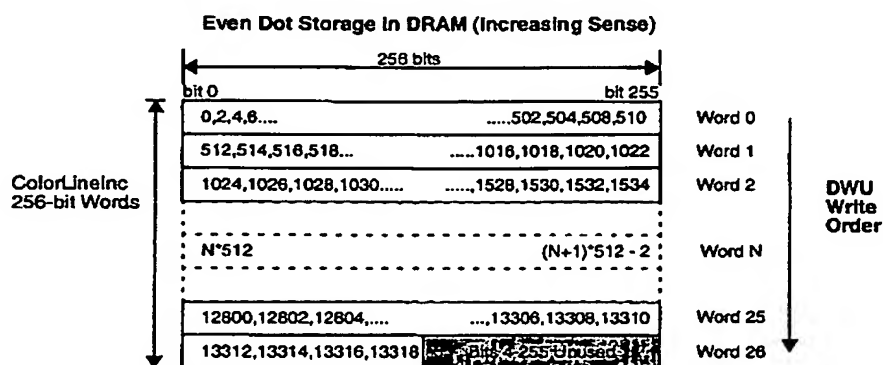 Even Dot Storage in DRAM (Increasing Sense)
256 bits
bit 0 bit 255
0,2,4,6.... .....,502,504,508,510 Word 0
512,514,516,518... .....1016,1018,1020,1022 Word 1
1024,1026,1028,1030..... ......,1528,1530,1532,1534 Word 2
ColorLineInc
256-bit Words
DWU
Write
Order
N*512 (N+1)*512 - 2 Word N
12800,12802,12804,.... ...,13306,13308,13310 Word 25
13312,13314,13316,13318 Bits 4-255 Unused Word 26